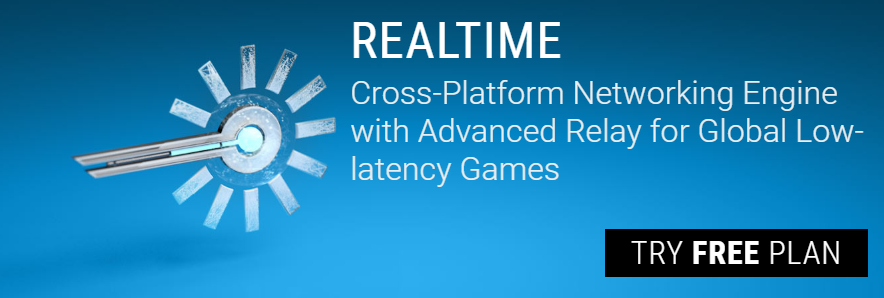 REALTIME
Cross-Platform Networking Engine
with Advanced Relay for Global Low-
latency Games
TRY FREE PLAN